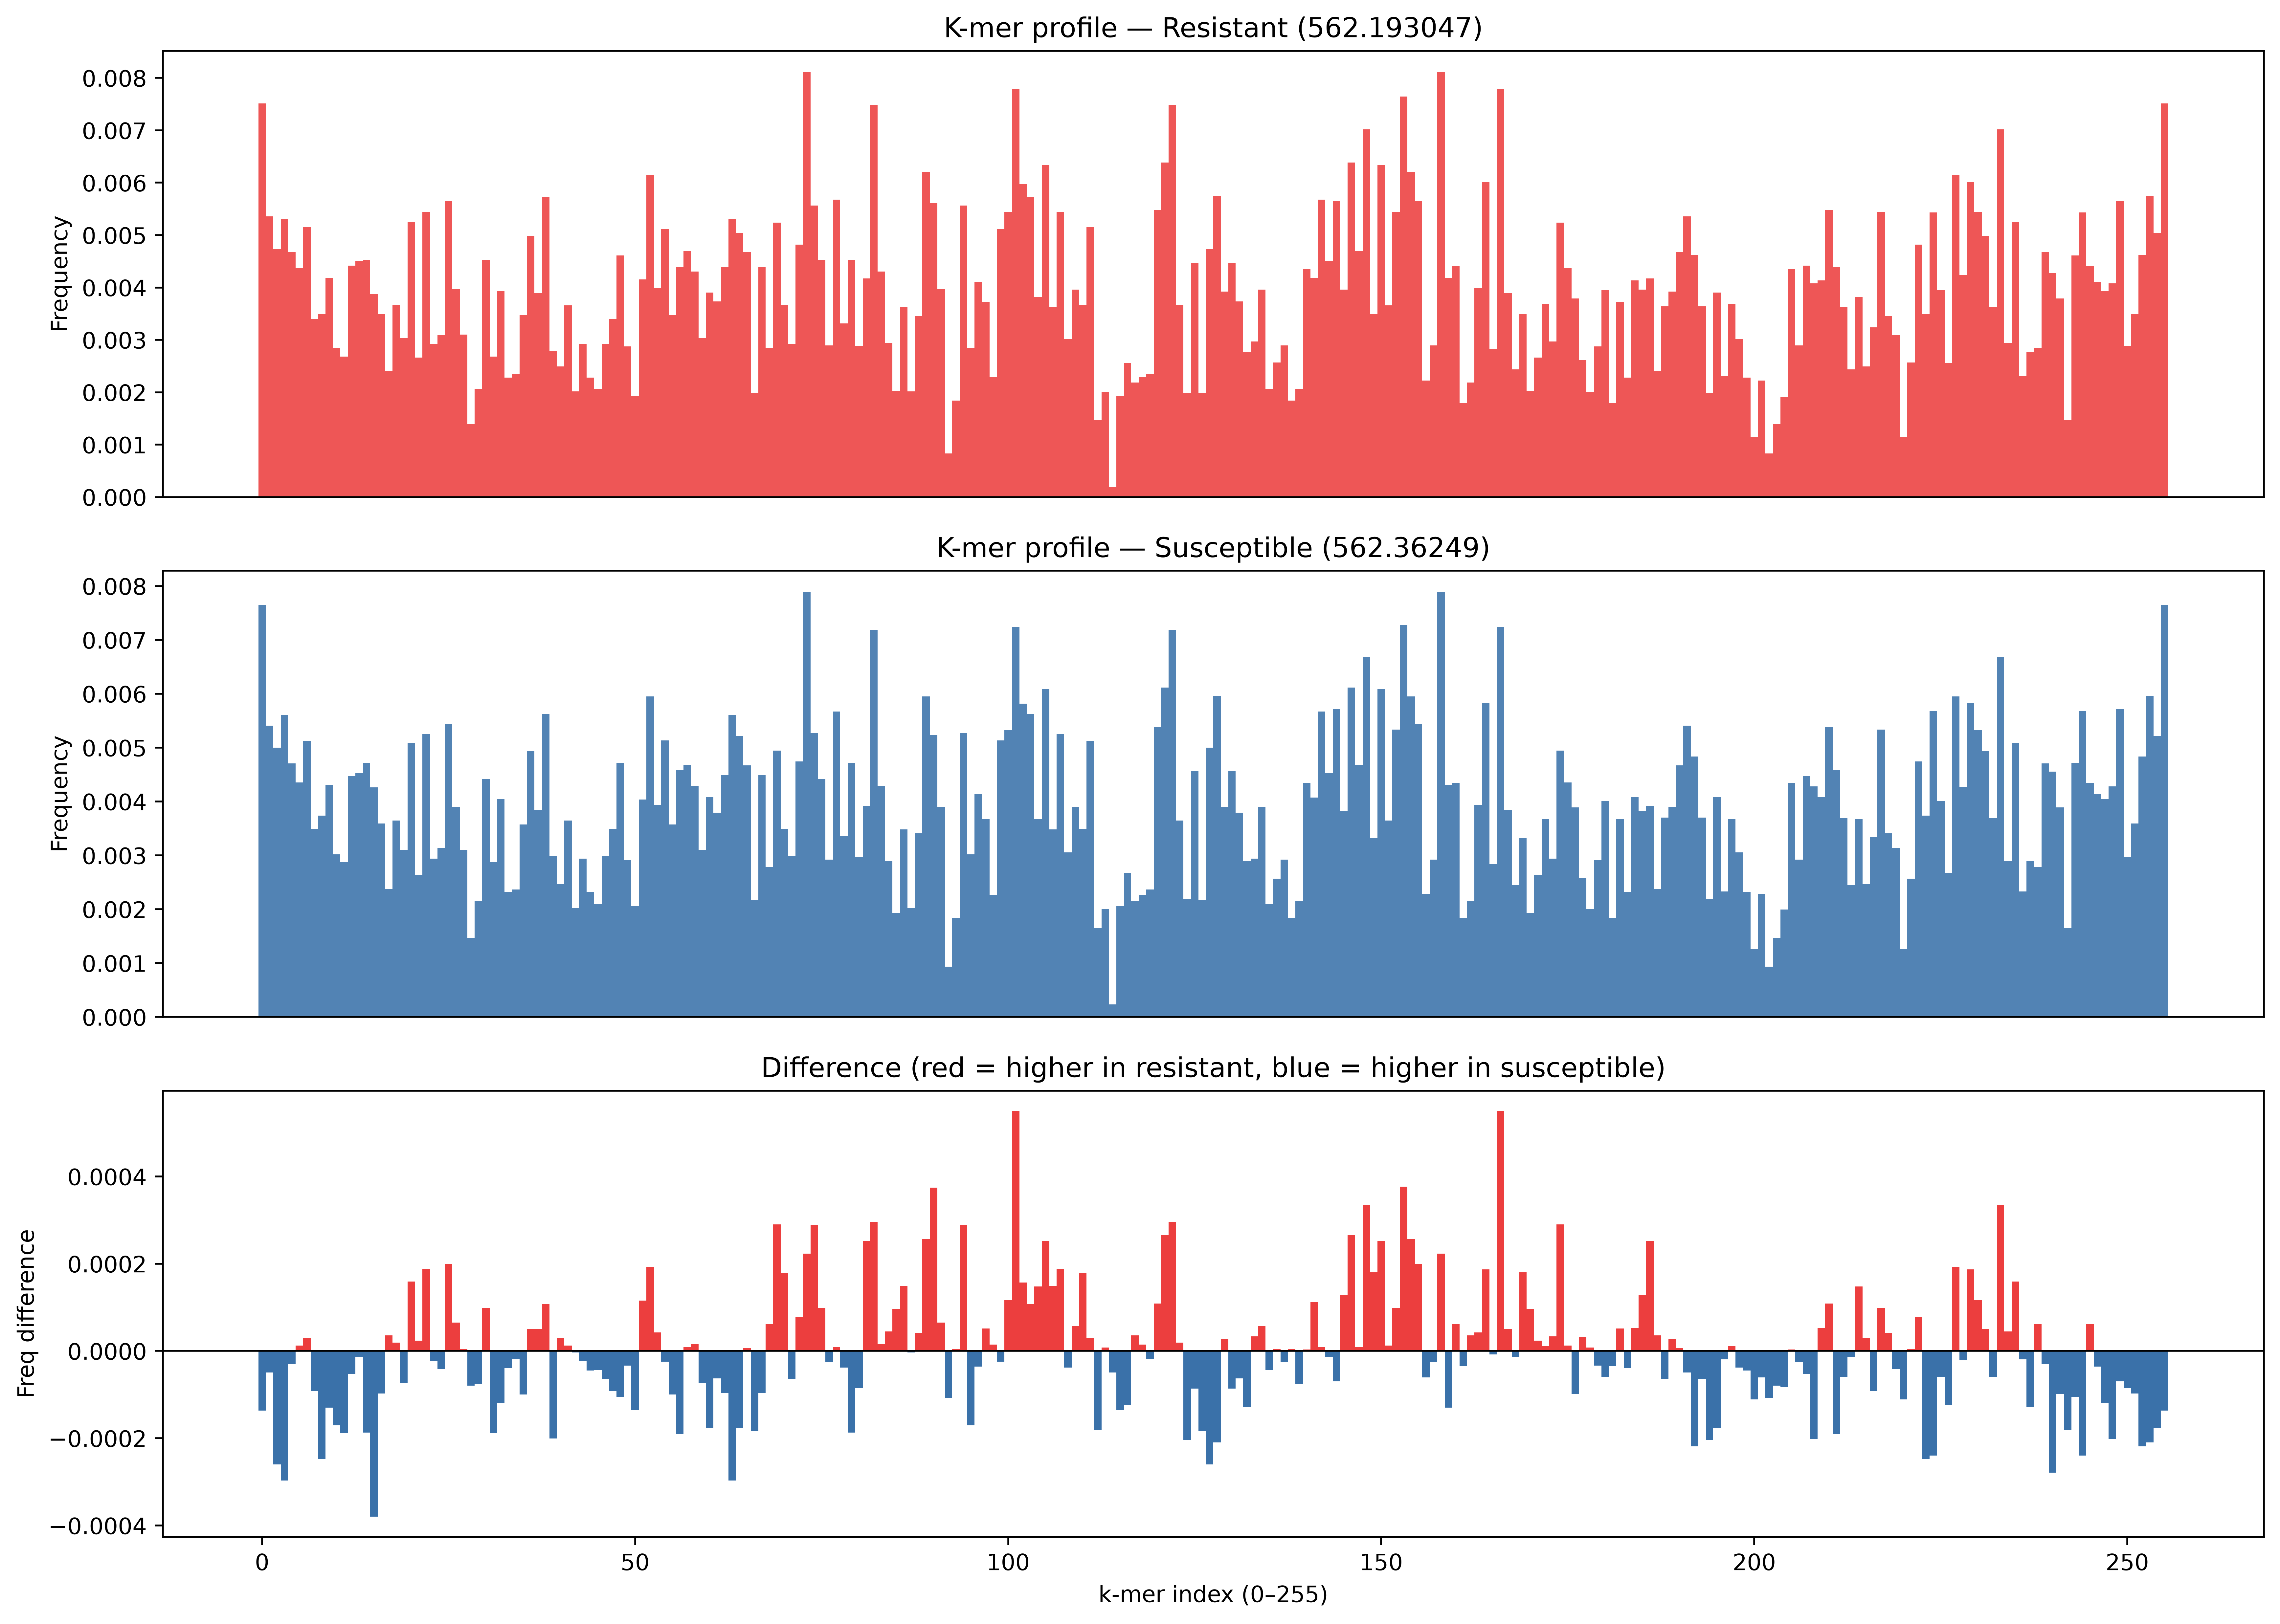 K-mer profile — Resistant (562.193047)
Frequency
0.008
0.007
0.006
0.005
0.004
0.003
0.002
0.001
0.000
K-mer profile — Susceptible (562.36249)
Frequency
0.008
0.007
0.006
0.005
0.004
0.003
0.002
0.001
0.000
Difference (red = higher in resistant, blue = higher in susceptible)
Freq difference
0.0004
0.0002
0.0000
−0.0002
−0.0004
0 50 100 150 200 250
k-mer index (0–255)